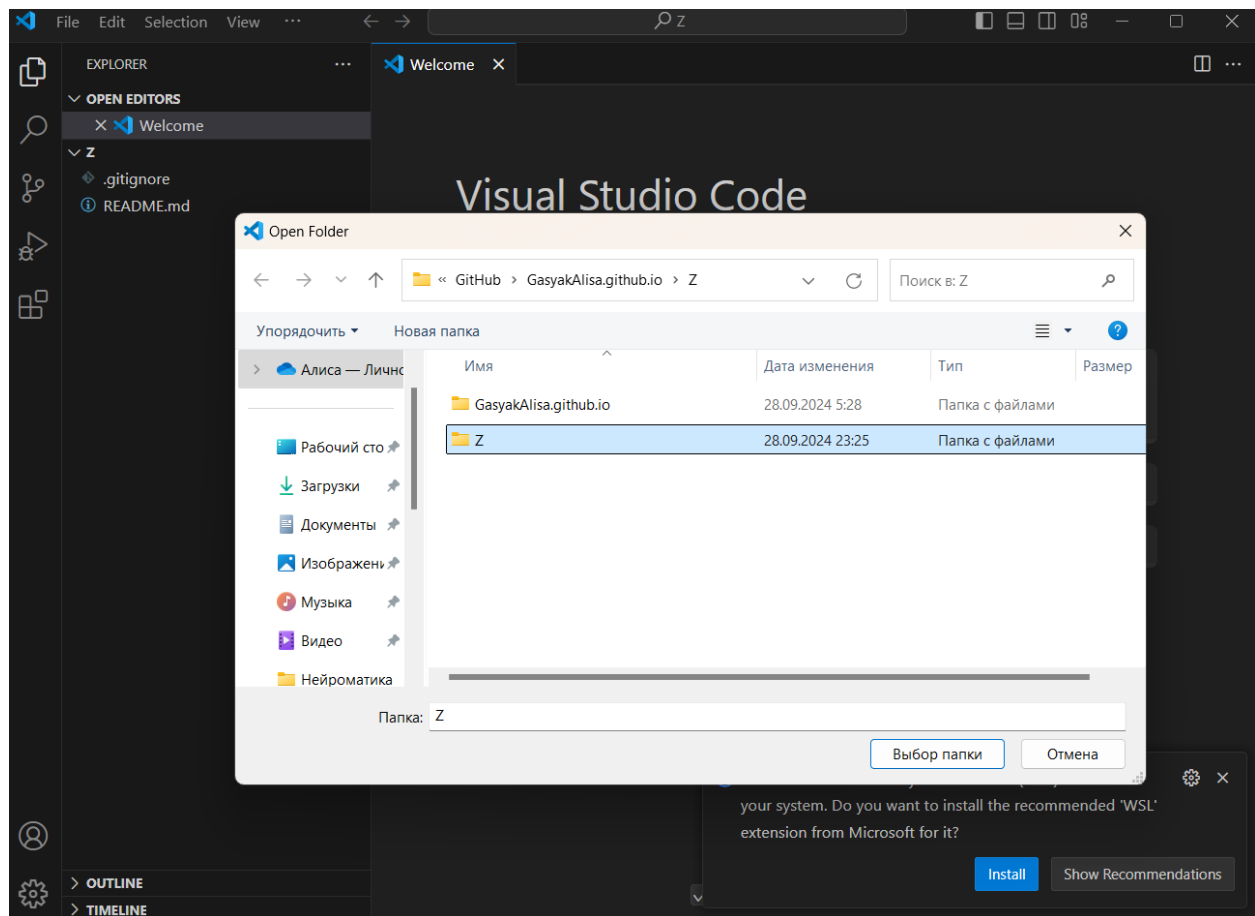 File Edit Selection View ··· Z
EXPLORER ···
Welcome
OPEN EDITORS
Welcome
Z
.gitignore
README.md
Visual Studio Code
Open Folder
« GitHub > GasyakAlisa.github.io > Z
Поиск в: Z
Упорядочить Новая папка
Имя Дата изменения Тип Размер
Алиса — Личнс
GasyakAlisa.github.io 28.09.2024 5:28 Папка с файлами
Z 28.09.2024 23:25 Папка с файлами
Рабочий сто
Загрузки
Документы
Изображени
Музыка
Видео
Нейроматика
Папка: Z
Выбор папки Отмена
your system. Do you want to install the recommended 'WSL'
extension from Microsoft for it?
Install Show Recommendations
OUTLINE
TIMELINE